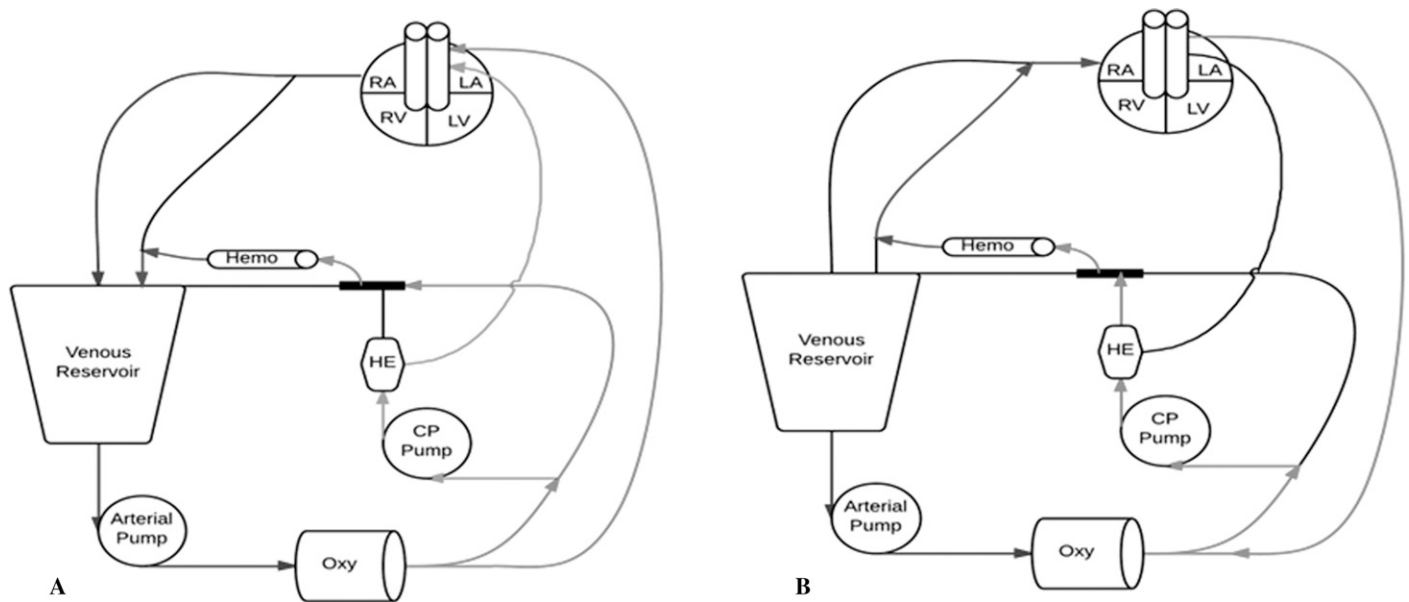 RA
LA
RV
LV
Hemo
Venous
Reservoir
HE
CP
Pump
Arterial
Pump
Oxy
A
RA
LA
RV
LV
Hemo
Venous
Reservoir
HE
CP
Pump
Arterial
Pump
Oxy
B